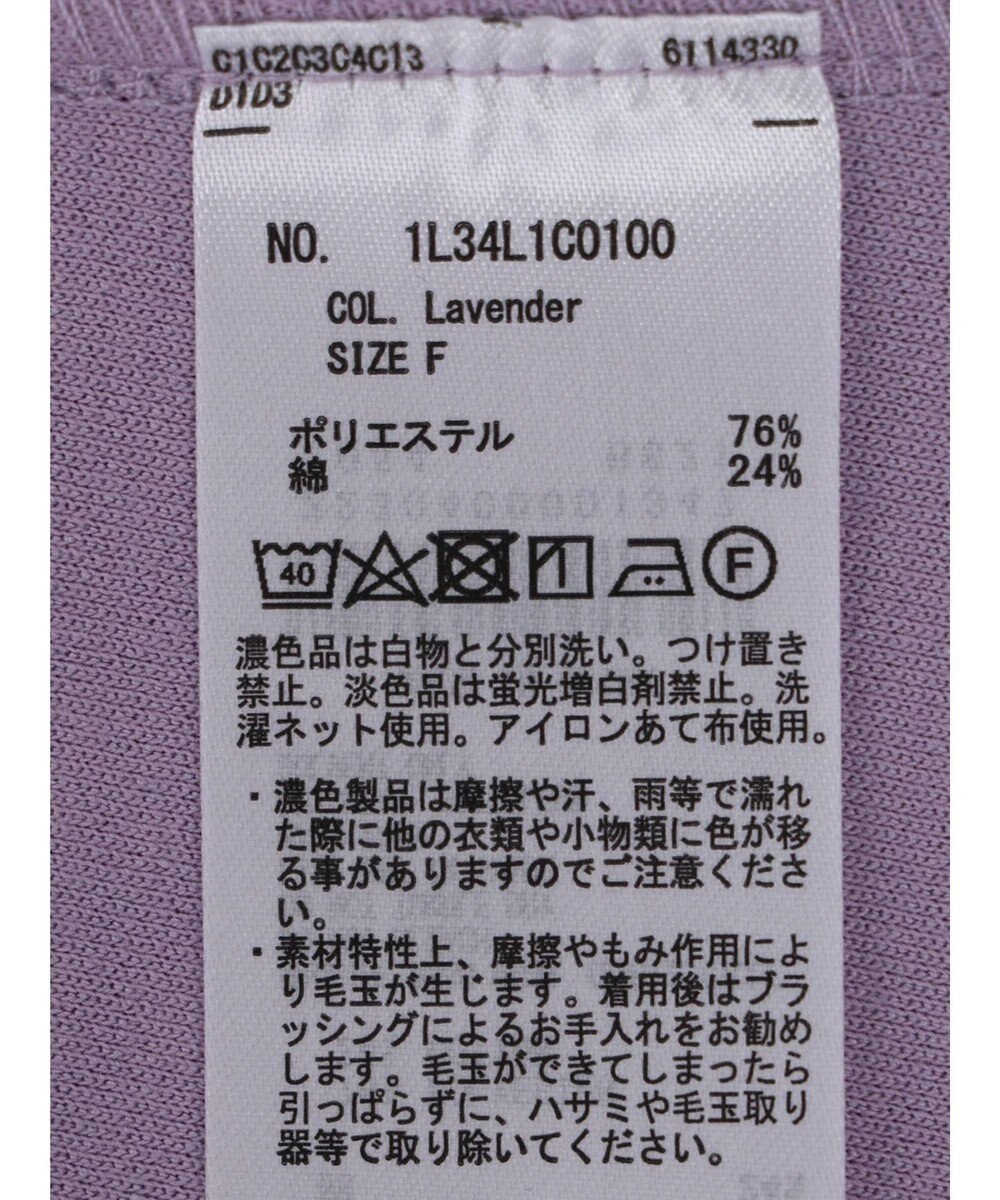 C1C2C3C4C13 6114330
D1D3
NO. 1L34L1C0100
COL. Lavender
SIZE F
ポリエステル 76%
綿 24%
40 F
濃色品は白物と分別洗い。つけ置き
禁止。淡色品は蛍光増白剤禁止。洗
濯ネット使用。アイロンあて布使用。
・濃色製品は摩擦や汗、雨等で濡れ
た際に他の衣類や小物類に色が移
る事がありますのでご注意くださ
い。
・素材特性上、摩擦やもみ作用によ
り毛玉が生じます。着用後はブラ
ッシングによるお手入れをお勧めし
ます。毛玉ができてしまったら
引っぱらずに、ハサミや毛玉取り
器等で取り除いてください。